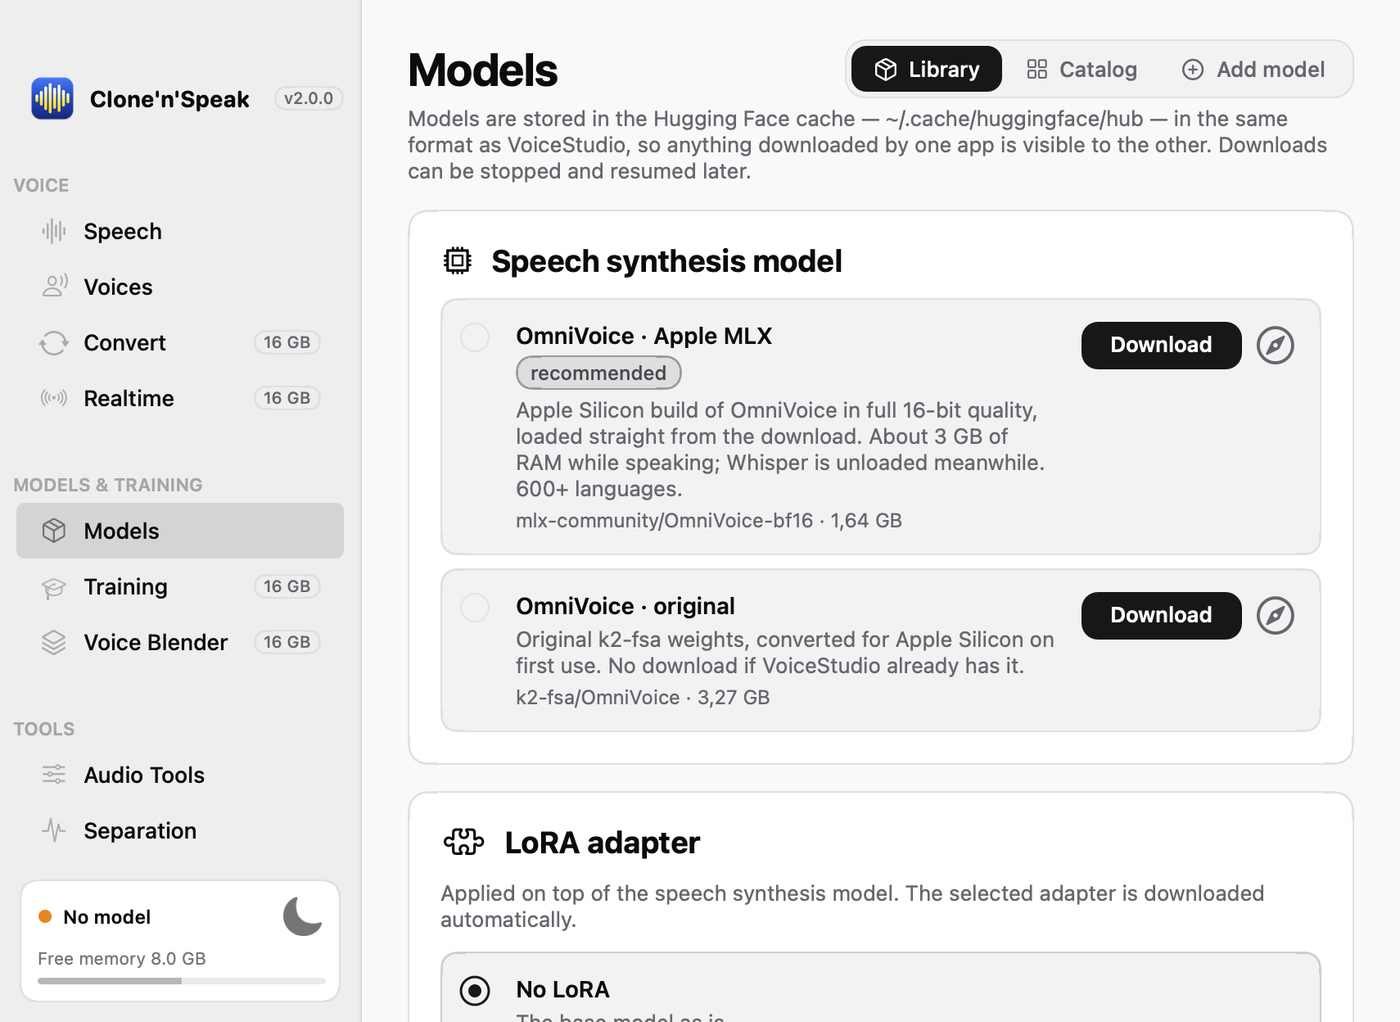 Clone'n'Speak v2.0.0
VOICE
Speech
Voices
Convert 16 GB
Realtime 16 GB
MODELS & TRAINING
Models
Training 16 GB
Voice Blender 16 GB
TOOLS
Audio Tools
Separation
No model
Free memory 8.0 GB
Models
Library Catalog Add model
Models are stored in the Hugging Face cache — ~/.cache/huggingface/hub — in the same
format as VoiceStudio, so anything downloaded by one app is visible to the other. Downloads
can be stopped and resumed later.
Speech synthesis model
OmniVoice · Apple MLX
recommended
Download
Apple Silicon build of OmniVoice in full 16-bit quality,
loaded straight from the download. About 3 GB of
RAM while speaking; Whisper is unloaded meanwhile.
600+ languages.
mlx-community/OmniVoice-bf16 · 1,64 GB
OmniVoice · original
Download
Original k2-fsa weights, converted for Apple Silicon on
first use. No download if VoiceStudio already has it.
k2-fsa/OmniVoice · 3,27 GB
LoRA adapter
Applied on top of the speech synthesis model. The selected adapter is downloaded
automatically.
No LoRA
The base model as is